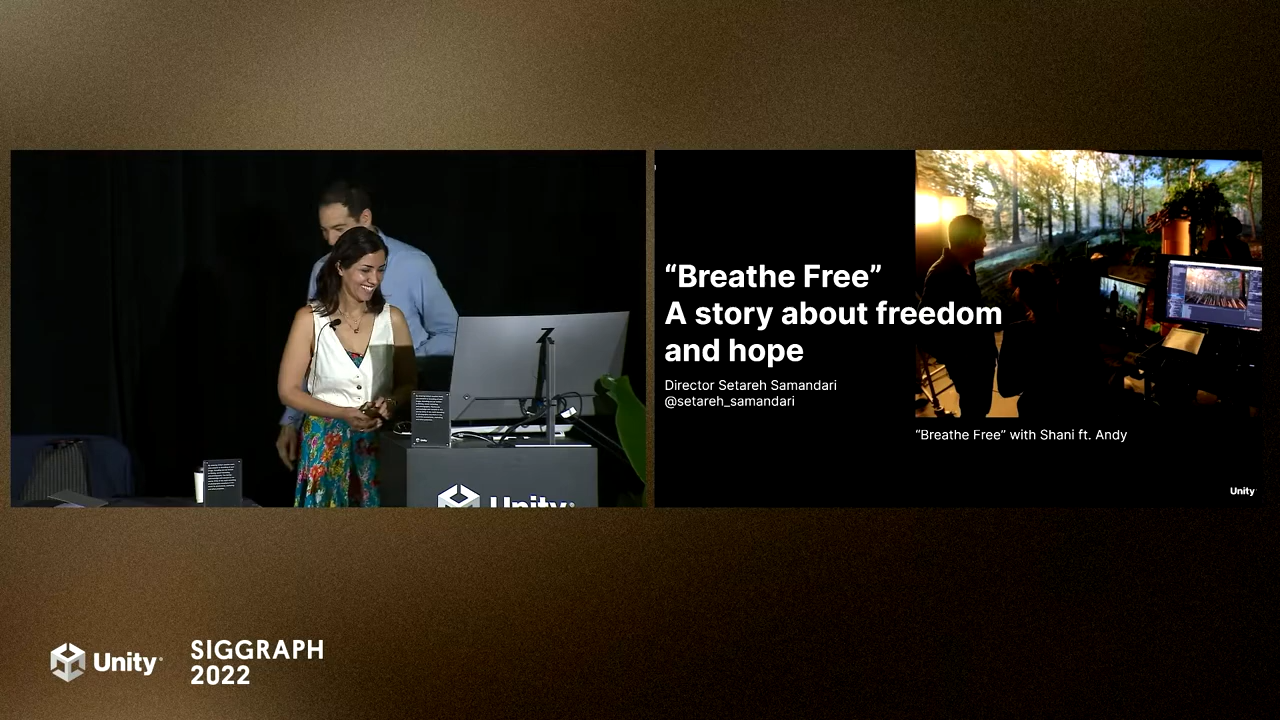 “Breathe Free”
A story about freedom
and hope
Director Setareh Samandari
@setareh_samandari
“Breathe Free” with Shani ft. Andy
Unity
Unity
Unity
SIGGRAPH
2022